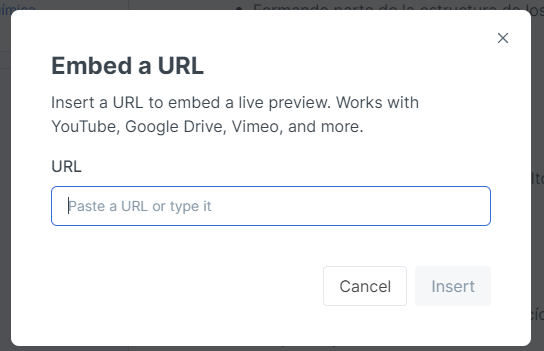 Formando parte de la estructura de los
Embed a URL
Insert a URL to embed a live preview. Works with
YouTube, Google Drive, Vimeo, and more.
URL
Paste a URL or type it
Cancel
Insert